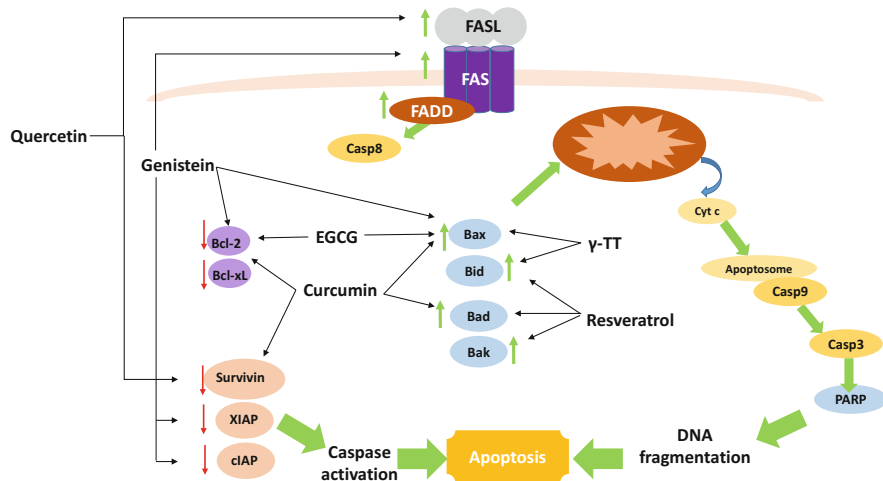 FASL
FAS
FADD
Quercetin
Casp8
Genistein
Cyt c
Bcl-2
EGCG
Bax
γ-TT
Bcl-xL
Bid
Apoptosome
Curcumin
Casp9
Bad
Resveratrol
Bak
Casp3
Survivin
PARP
XIAP
Caspase
activation
Apoptosis
DNA
fragmentation
cIAP